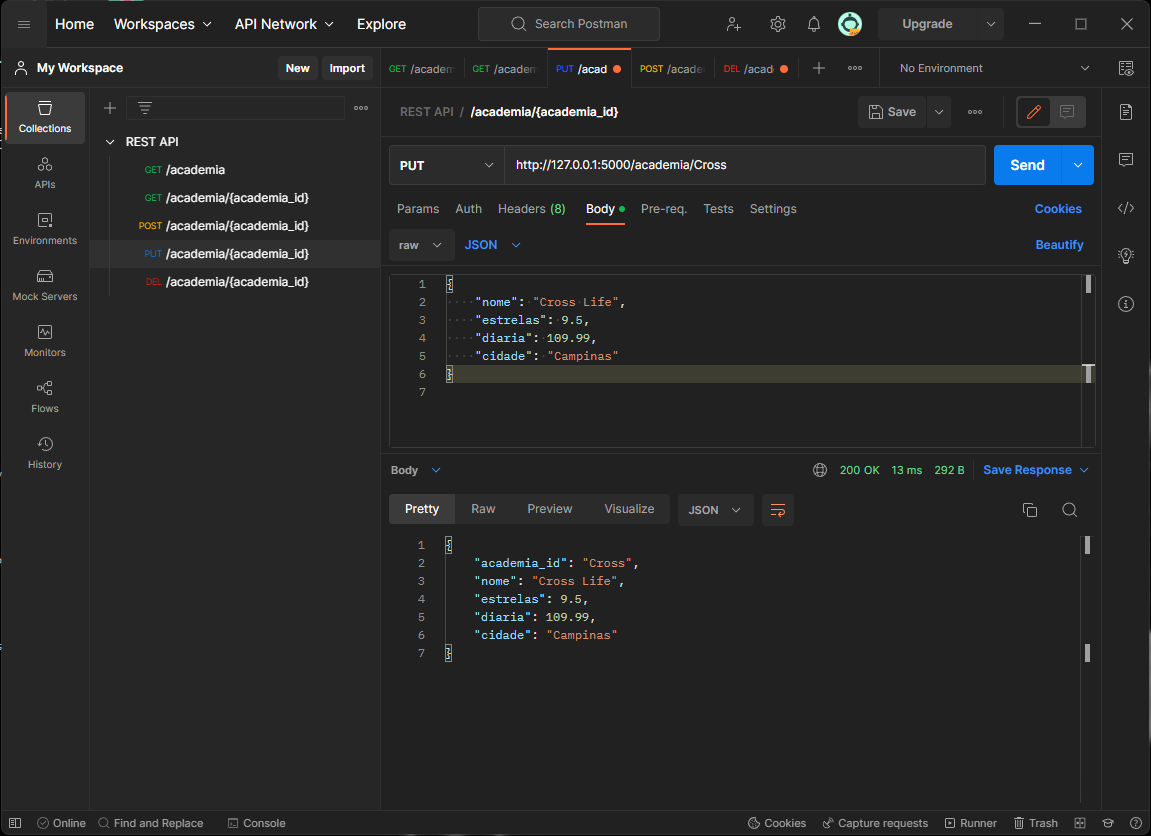 Home Workspaces API Network Explore Search Postman Upgrade
My Workspace New Import GET /academ GET /academ PUT /acad POST /acade DEL /acad No Environment
REST API / /academia/{academia_id} Save
Collections
APIs
Environments
Mock Servers
Monitors
Flows
History
REST API
GET /academia
GET /academia/{academia_id}
POST /academia/{academia_id}
PUT /academia/{academia_id}
DEL /academia/{academia_id}
PUT http://127.0.0.1:5000/academia/Cross Send
Params Auth Headers (8) Body Pre-req. Tests Settings Cookies
raw JSON Beautify
1 {
2 "nome": "Cross Life",
3 "estrelas": 9.5,
4 "diaria": 109.99,
5 "cidade": "Campinas"
6 }
7
Body 200 OK 13 ms 292 B Save Response
Pretty Raw Preview Visualize JSON
1 {
2 "academia_id": "Cross",
3 "nome": "Cross Life",
4 "estrelas": 9.5,
5 "diaria": 109.99,
6 "cidade": "Campinas"
7 }
Online Find and Replace Console Cookies Capture requests Runner Trash